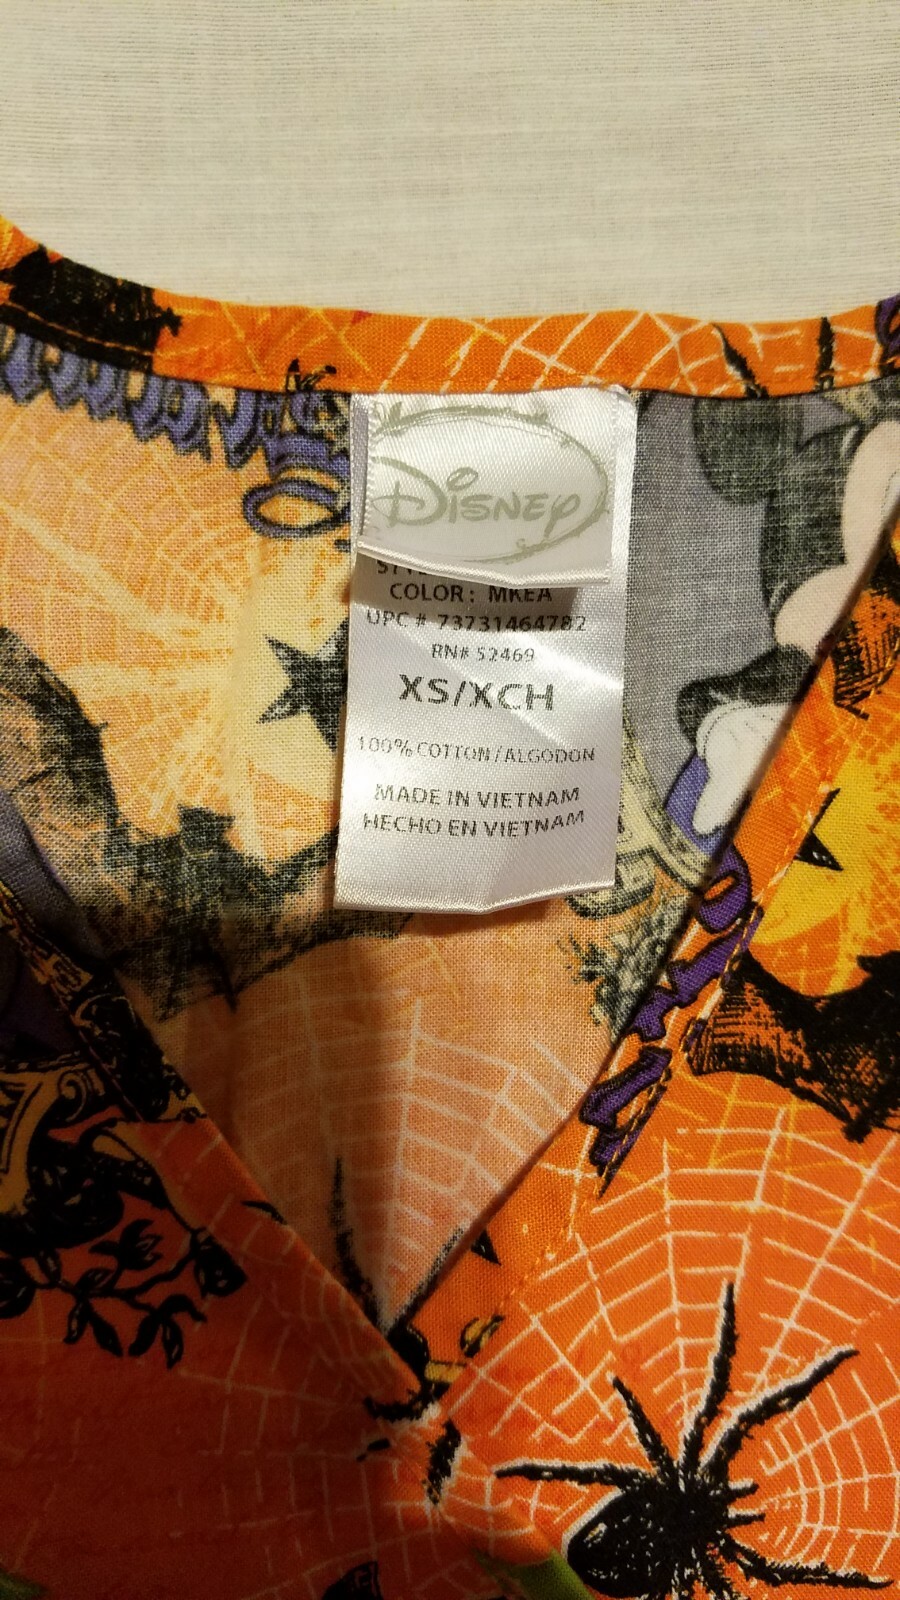 Disney
COLOR: MKEA
UPC # 73731464782
RN# 52469
XS/XCH
100% COTTON/ALGODON
MADE IN VIETNAM
HECHO EN VIETNAM